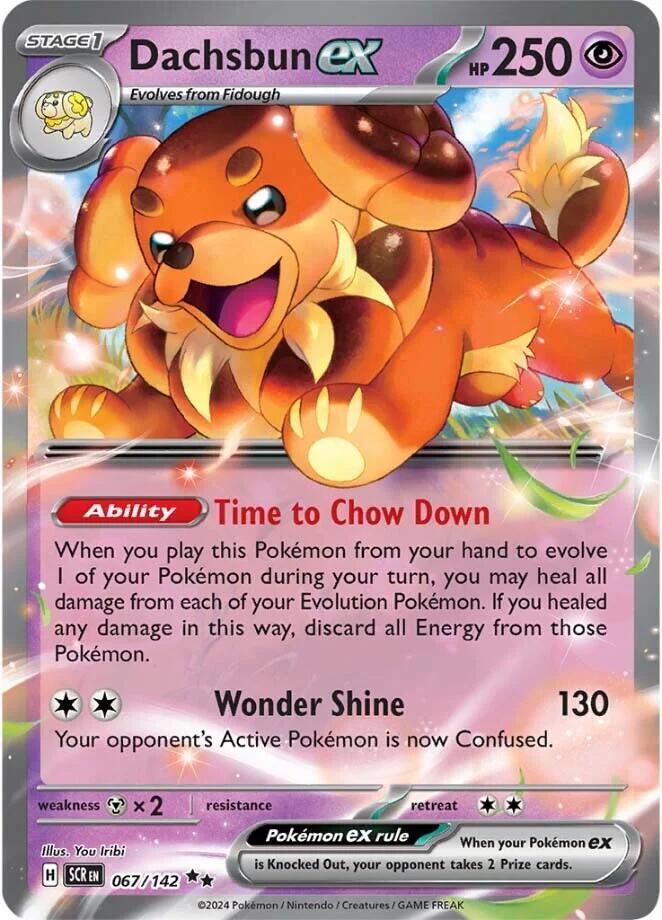 STAGE1
Dachsbun ex
HP 250
Evolves from Fidough
Ability Time to Chow Down
When you play this Pokémon from your hand to evolve
1 of your Pokémon during your turn, you may heal all
damage from each of your Evolution Pokémon. If you healed
any damage in this way, discard all Energy from those
Pokémon.
Wonder Shine 130
Your opponent's Active Pokémon is now Confused.
weakness ×2 resistance retreat
Pokémon ex rule When your Pokémon ex
is Knocked Out, your opponent takes 2 Prize cards.
Illus. You Iribi
H SCR EN 067/142 ★★
©2024 Pokémon / Nintendo / Creatures / GAME FREAK